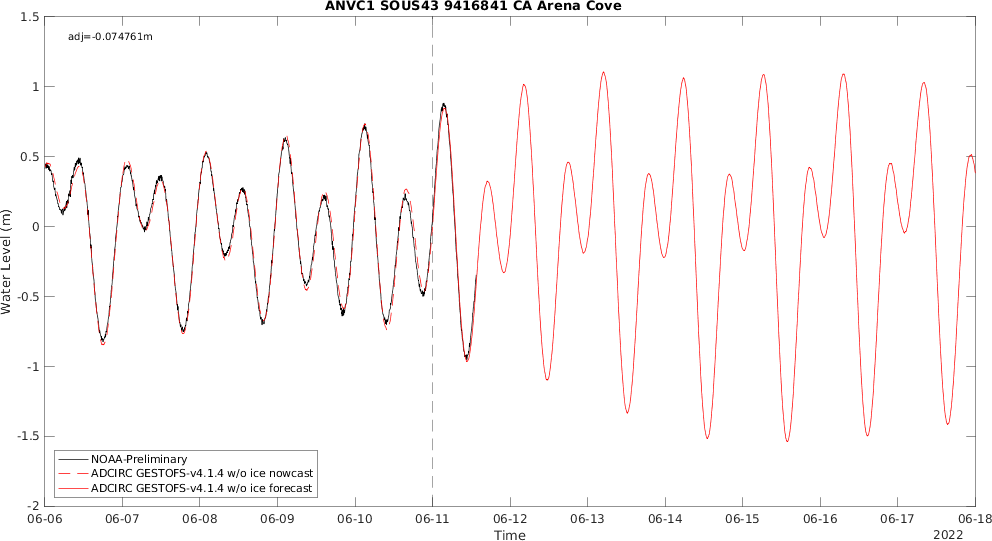 ANVC1 SOUS43 9416841 CA Arena Cove
adj=-0.074761m
Water Level (m)
1.5
1
0.5
0
-0.5
-1
-1.5
-2
NOAA-Preliminary
ADCIRC GESTOFS-v4.1.4 w/o ice nowcast
ADCIRC GESTOFS-v4.1.4 w/o ice forecast
06-06 06-07 06-08 06-09 06-10 06-11 06-12 06-13 06-14 06-15 06-16 06-17 06-18
Time
2022